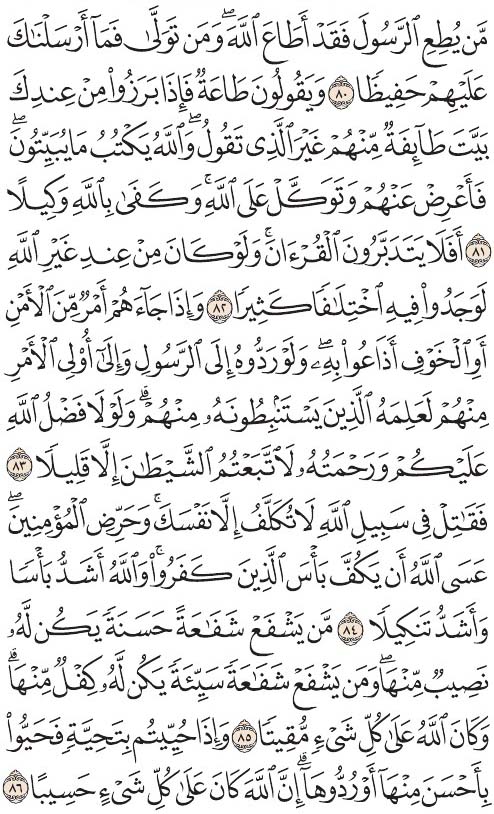 مَّن يُطِعِ ٱلرَّسُولَ فَقَدْ أَطَاعَ ٱللَّهَۖ وَمَن تَوَلَّىٰ فَمَآ أَرْسَلْنَٰكَ
عَلَيْهِمْ حَفِيظٗا ٨٠ وَيَقُولُونَ طَاعَةٞ فَإِذَا بَرَزُواْ مِنْ عِندِكَ
بَيَّتَ طَآئِفَةٞ مِّنْهُمْ غَيْرَ ٱلَّذِي تَقُولُۖ وَٱللَّهُ يَكْتُبُ مَا يُبَيِّتُونَۖ
فَأَعْرِضْ عَنْهُمْ وَتَوَكَّلْ عَلَى ٱللَّهِۚ وَكَفَىٰ بِٱللَّهِ وَكِيلًا
٨١ أَفَلَا يَتَدَبَّرُونَ ٱلْقُرْءَانَۚ وَلَوْ كَانَ مِنْ عِندِ غَيْرِ ٱللَّهِ
لَوَجَدُواْ فِيهِ ٱخْتِلَٰفٗا كَثِيرٗا ٨٢ وَإِذَا جَآءَهُمْ أَمْرٞ مِّنَ ٱلْأَمْنِ
أَوِ ٱلْخَوْفِ أَذَاعُواْ بِهِۦۖ وَلَوْ رَدُّوهُ إِلَى ٱلرَّسُولِ وَإِلَىٰٓ أُوْلِي ٱلْأَمْرِ
مِنْهُمْ لَعَلِمَهُ ٱلَّذِينَ يَسْتَنۢبِطُونَهُۥ مِنْهُمْۗ وَلَوْلَا فَضْلُ ٱللَّهِ
عَلَيْكُمْ وَرَحْمَتُهُۥ لَٱتَّبَعْتُمُ ٱلشَّيْطَٰنَ إِلَّا قَلِيلٗا ٨٣
فَقَٰتِلْ فِي سَبِيلِ ٱللَّهِ لَا تُكَلَّفُ إِلَّا نَفْسَكَۚ وَحَرِّضِ ٱلْمُؤْمِنِينَۖ
عَسَى ٱللَّهُ أَن يَكُفَّ بَأْسَ ٱلَّذِينَ كَفَرُواْۚ وَٱللَّهُ أَشَدُّ بَأْسٗا
وَأَشَدُّ تَنكِيلٗا ٨٤ مَّن يَشْفَعْ شَفَٰعَةً حَسَنَةٗ يَكُن لَّهُۥ
نَصِيبٞ مِّنْهَاۖ وَمَن يَشْفَعْ شَفَٰعَةٗ سَيِّئَةٗ يَكُن لَّهُۥ كِفْلٞ مِّنْهَاۗ
وَكَانَ ٱللَّهُ عَلَىٰ كُلِّ شَيْءٖ مُّقِيتٗا ٨٥ وَإِذَا حُيِّيتُم بِتَحِيَّةٖ فَحَيُّواْ
بِأَحْسَنَ مِنْهَآ أَوْ رُدُّوهَآۗ إِنَّ ٱللَّهَ كَانَ عَلَىٰ كُلِّ شَيْءٍ حَسِيبًا ٨٦